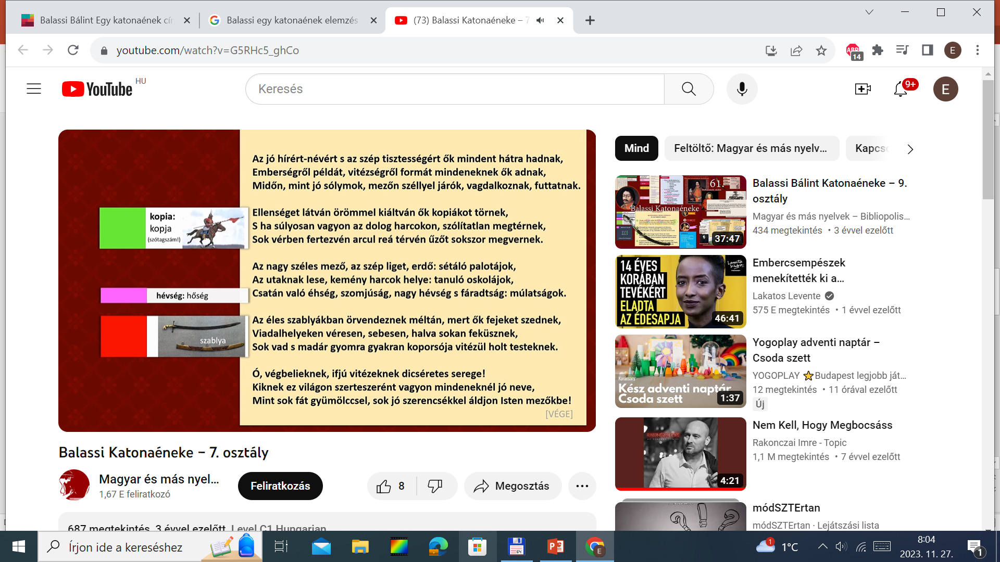 Balassi Bálint Egy katonaének cín
Balassi egy katonaének elemzés
(73) Balassi Katonaéneke – 7
youtube.com/watch?v=G5RHc5_ghCo
ABP
14
E
YouTube
HU
Keresés
9+
E
Az jó hírért-névért s az szép tisztességért ők mindent hátra hadnak,
Emberségről példát, vitézségről formát mindeneknek ők adnak,
Midőn, mint jó sólymok, mezőn széllyel járók, vagdalkoznak, futtatnak.
kopia:
kopja
(szótagszám!)
Ellenséget látván örömmel kiáltván ők kopiákot törnek,
S ha súlyosan vagyon az dolog harcokon, szólítatlan megtérnek,
Sok vérben fertezvén arcul reá térvén űzőt sokszor megvernek.
Az nagy széles mező, az szép liget, erdő: sétáló palotájok,
Az utaknak lese, kemény harcok helye: tanuló oskolájok,
Csatán való éhség, szomjúság, nagy hévség s fáradtság: múlatságok.
hévség: hőség
szablya
Az éles szablyákban örvendeznek méltán, mert ők fejeket szednek,
Viadalhelyeken véresen, sebesen, halva sokan feküsznek,
Sok vad s madár gyomra gyakran koporsója vitézül holt testeknek.
Ó, végbelieknek, ifjú vitézeknek dicséretes serege!
Kiknek ez világon szerteszerént vagyon mindeneknél jó neve,
Mint sok fát gyümölccsel, sok jó szerencsékkel áldjon Isten mezőkbe!
[VÉGE]
Balassi Katonaéneke – 7. osztály
Magyar és más nyel...
1,67 E feliratkozó
Feliratkozás
8
Megosztás
687 megtekintés 3 évvel ezelőtt Level C1 Hungarian
Mind
Feltöltő: Magyar és más nyelv...
Kapcso
61.
Balassi Katonaéneke
37:47
Balassi Bálint Katonaéneke – 9.
osztály
Magyar és más nyelvek – Bibliopolis...
434 megtekintés • 3 évvel ezelőtt
14 ÉVES
KORÁBAN
TEVÉKÉRT
ELADTA
AZ ÉDESAPJA
46:41
Embercsempészek
menekítették ki a...
Lakatos Levente
575 E megtekintés • 1 évvel ezelőtt
Karácsony
Kész adventi naptár
Csoda szett
1:37
Yogoplay adventi naptár –
Csoda szett
YOGOPLAY ⭐Budapest legjobb ját...
12 megtekintés • 11 órával ezelőtt
Új
RAKONCZAI IMRE
4:21
Nem Kell, Hogy Megbocsáss
Rakonczai Imre - Topic
1,1 M megtekintés • 7 évvel ezelőtt
módSZTErtan
módSZTErtan · Lejátszási lista
Írjon ide a kereséshez
64
E
1
1°C
8:04
2023. 11. 27.
1